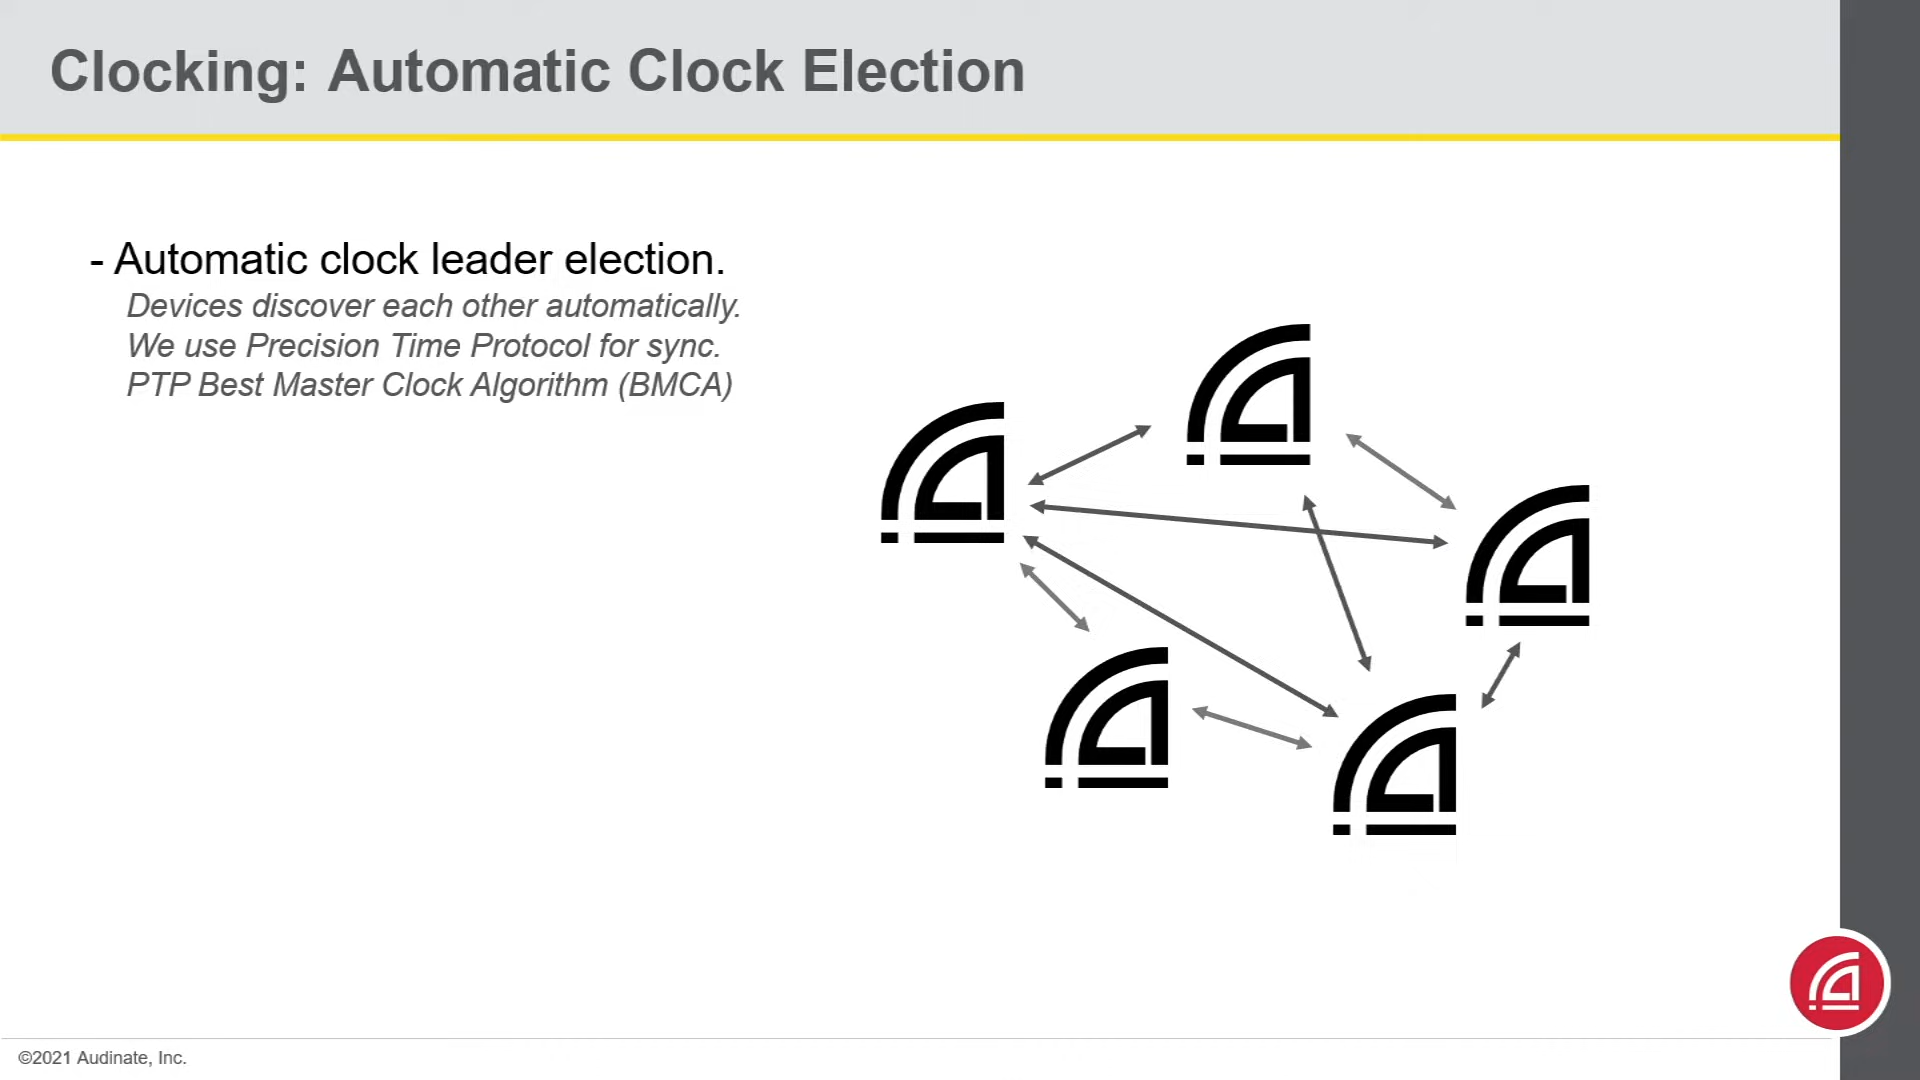 Clocking: Automatic Clock Election
- Automatic clock leader election.
Devices discover each other automatically.
We use Precision Time Protocol for sync.
PTP Best Master Clock Algorithm (BMCA)
©2021 Audinate, Inc.